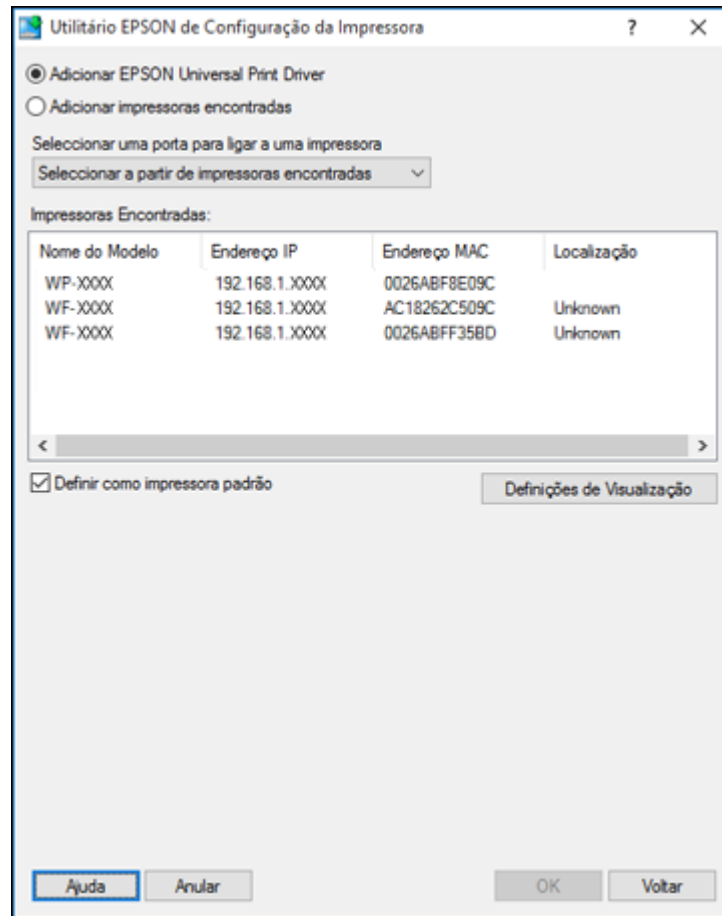 Utilitário EPSON de Configuração da Impressora ?
Adicionar EPSON Universal Print Driver
Adicionar impressoras encontradas
Seleccionar uma porta para ligar a uma impressora
Seleccionar a partir de impressoras encontradas
Impressoras Encontradas:
Nome do Modelo Endereço IP Endereço MAC Localização
WP-XXXX 192.168.1.XXXX 0026ABF8E09C
WF-XXXX 192.168.1.XXXX AC18262C509C Unknown
WF-XXXX 192.168.1.XXXX 0026ABFF35BD Unknown
Definir como impressora padrão Definições de Visualização
Ajuda Anular OK Voltar